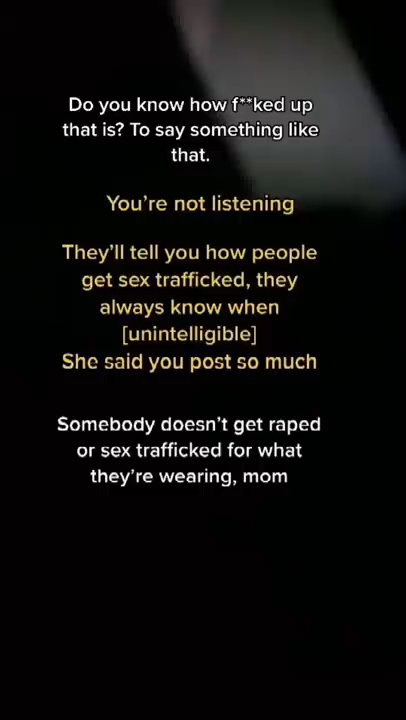 Do you know how f**ked up
that is? To say something like
that.
You're not listening
They'll tell you how people
get sex trafficked, they
always know when
[unintelligible]
She said you post so much
Somebody doesn't get raped
or sex trafficked for what
they're wearing, mom